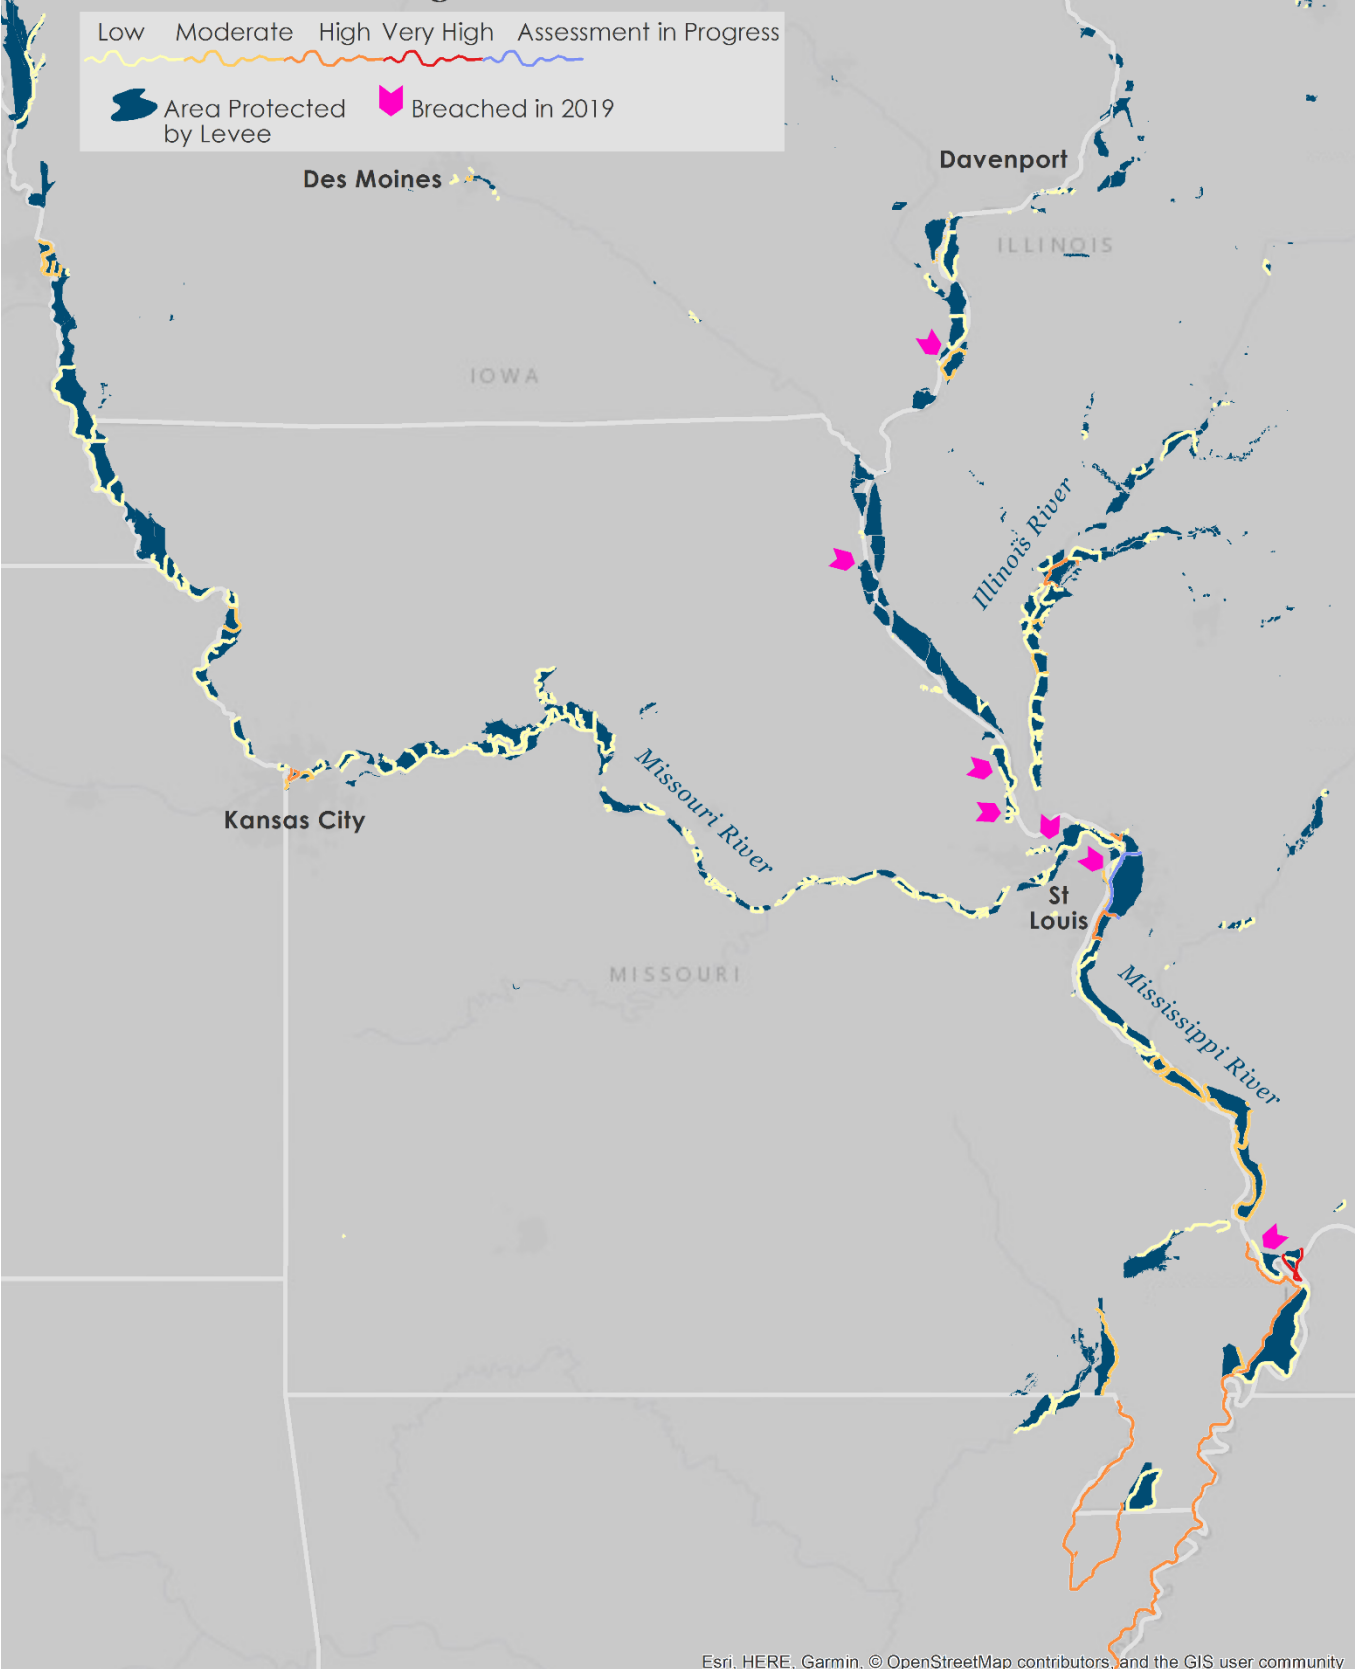 Low Moderate High Very High Assessment in Progress
Area Protected
by Levee
Breached in 2019
Davenport
Des Moines
ILLINOIS
IOWA
Illinois River
Missouri River
Kansas City
St
Louis
MISSOURI
Mississippi River
Esri, HERE, Garmin, © OpenStreetMap contributors, and the GIS user community